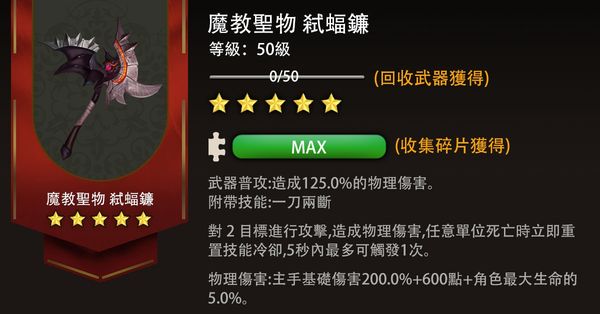 魔教聖物 弒蝠鐮
等級：50級
0/50 (回收武器獲得)
MAX (收集碎片獲得)
魔教聖物 弒蝠鐮
武器普攻:造成125.0%的物理傷害。
附帶技能:一刀兩斷
對 2 目標進行攻擊,造成物理傷害,任意單位死亡時立即重
置技能冷卻,5秒內最多可觸發1次。
物理傷害:主手基礎傷害200.0%+600點+角色最大生命的
5.0%。